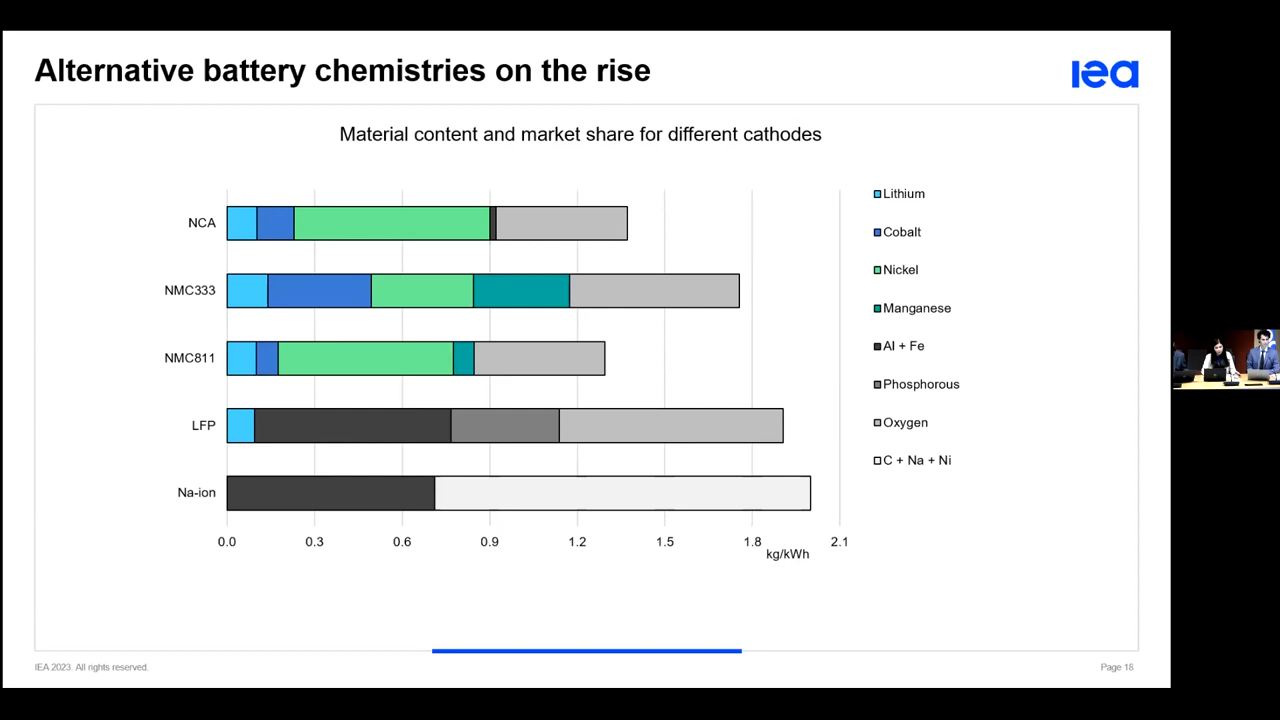 Alternative battery chemistries on the rise
iea
Material content and market share for different cathodes
NCA
NMC333
NMC811
LFP
Na-ion
0.0 0.3 0.6 0.9 1.2 1.5 1.8 2.1
kg/kWh
Lithium
Cobalt
Nickel
Manganese
Al + Fe
Phosphorous
Oxygen
C + Na + Ni
IEA 2023. All rights reserved.
Page 18